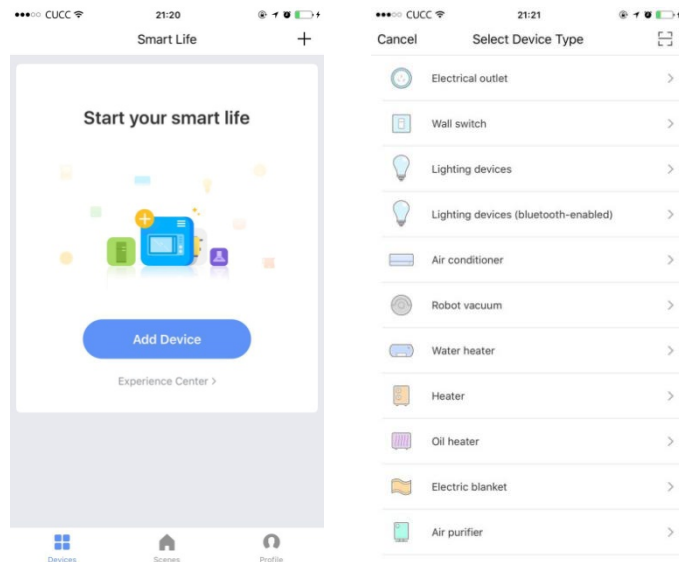 CUCC 21:20
Smart Life +
Start your smart life
Add Device
Experience Center >
Devices Scenes Profile
CUCC 21:21
Cancel Select Device Type
Electrical outlet
Wall switch
Lighting devices
Lighting devices (bluetooth-enabled)
Air conditioner
Robot vacuum
Water heater
Heater
Oil heater
Electric blanket
Air purifier